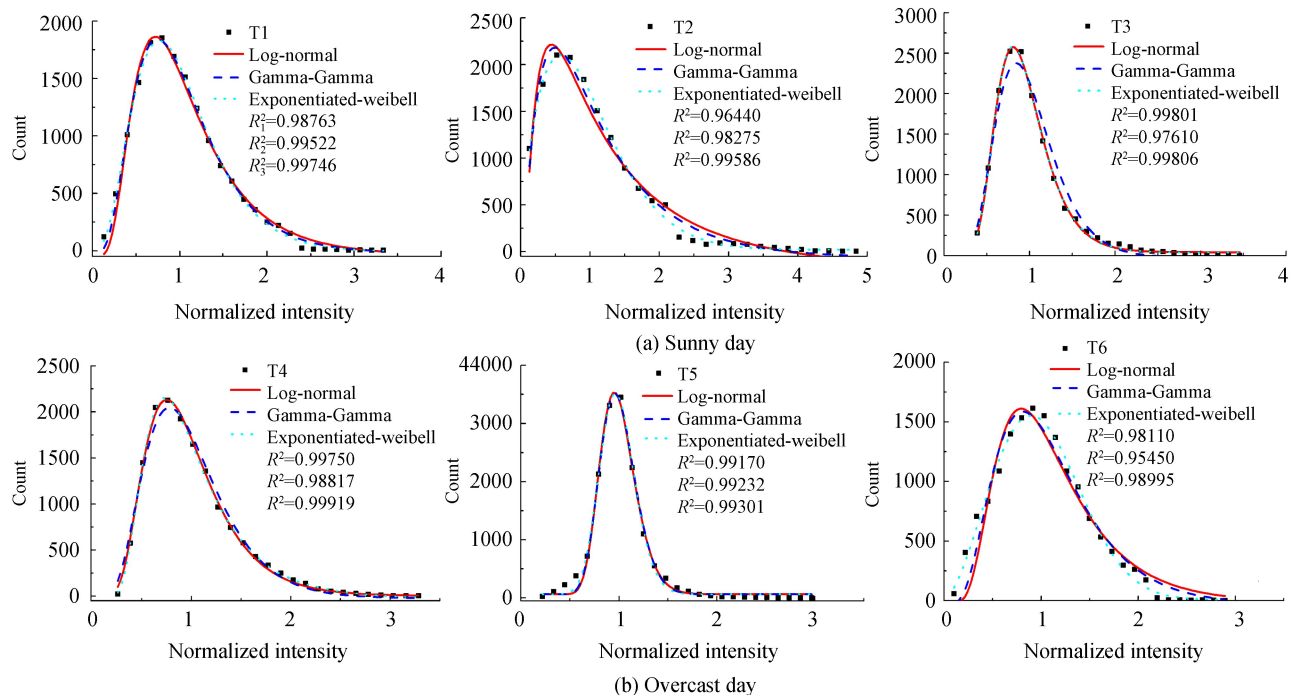 2000
1500
1000
500
0
Count
T1
Log-normal
Gamma-Gamma
Exponentiated-weibell
R₁²=0.98763
R₂²=0.99522
R₃²=0.99746
0 1 2 3 4
Normalized intensity
2500
2000
1500
1000
500
0
Count
T2
Log-normal
Gamma-Gamma
Exponentiated-weibell
R²=0.96440
R²=0.98275
R²=0.99586
0 1 2 3 4 5
Normalized intensity
3000
2500
2000
1500
1000
500
0
Count
T3
Log-normal
Gamma-Gamma
Exponentiated-weibell
R²=0.99801
R²=0.97610
R²=0.99806
0 1 2 3 4
Normalized intensity
(a) Sunny day
2500
2000
1500
1000
500
0
Count
T4
Log-normal
Gamma-Gamma
Exponentiated-weibell
R²=0.99750
R²=0.98817
R²=0.99919
0 1 2 3
Normalized intensity
44000
3400
2000
1000
0
Count
T5
Log-normal
Gamma-Gamma
Exponentiated-weibell
R²=0.99170
R²=0.99232
R²=0.99301
0 1 2 3
Normalized intensity
2000
1500
1000
500
0
Count
T6
Log-normal
Gamma-Gamma
Exponentiated-weibell
R²=0.98110
R²=0.95450
R²=0.98995
0 1 2 3
Normalized intensity
(b) Overcast day